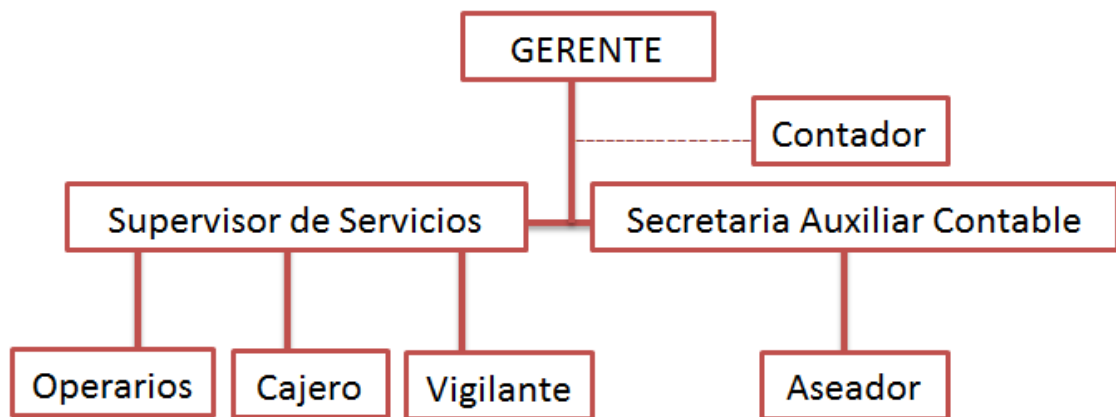 GERENTE
Contador
Supervisor de Servicios
Secretaria Auxiliar Contable
Operarios
Cajero
Vigilante
Aseador